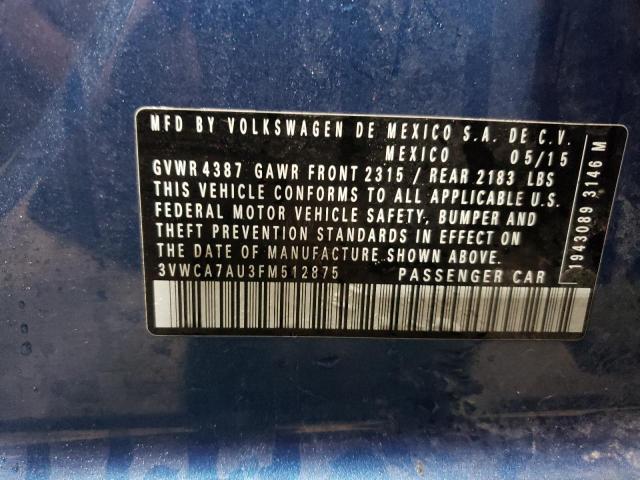 MFD BY VOLKSWAGEN DE MEXICO S.A. DE C.V.
MEXICO 05/15
GVWR 4387 GAWR FRONT 2315 / REAR 2183 LBS
THIS VEHICLE CONFORMS TO ALL APPLICABLE U.S.
FEDERAL MOTOR VEHICLE SAFETY, BUMPER AND
THEFT PREVENTION STANDARDS IN EFFECT ON
THE DATE OF MANUFACTURE SHOWN ABOVE.
3VWCA7AU3FM512875 PASSENGER CAR
1943089 3146 M